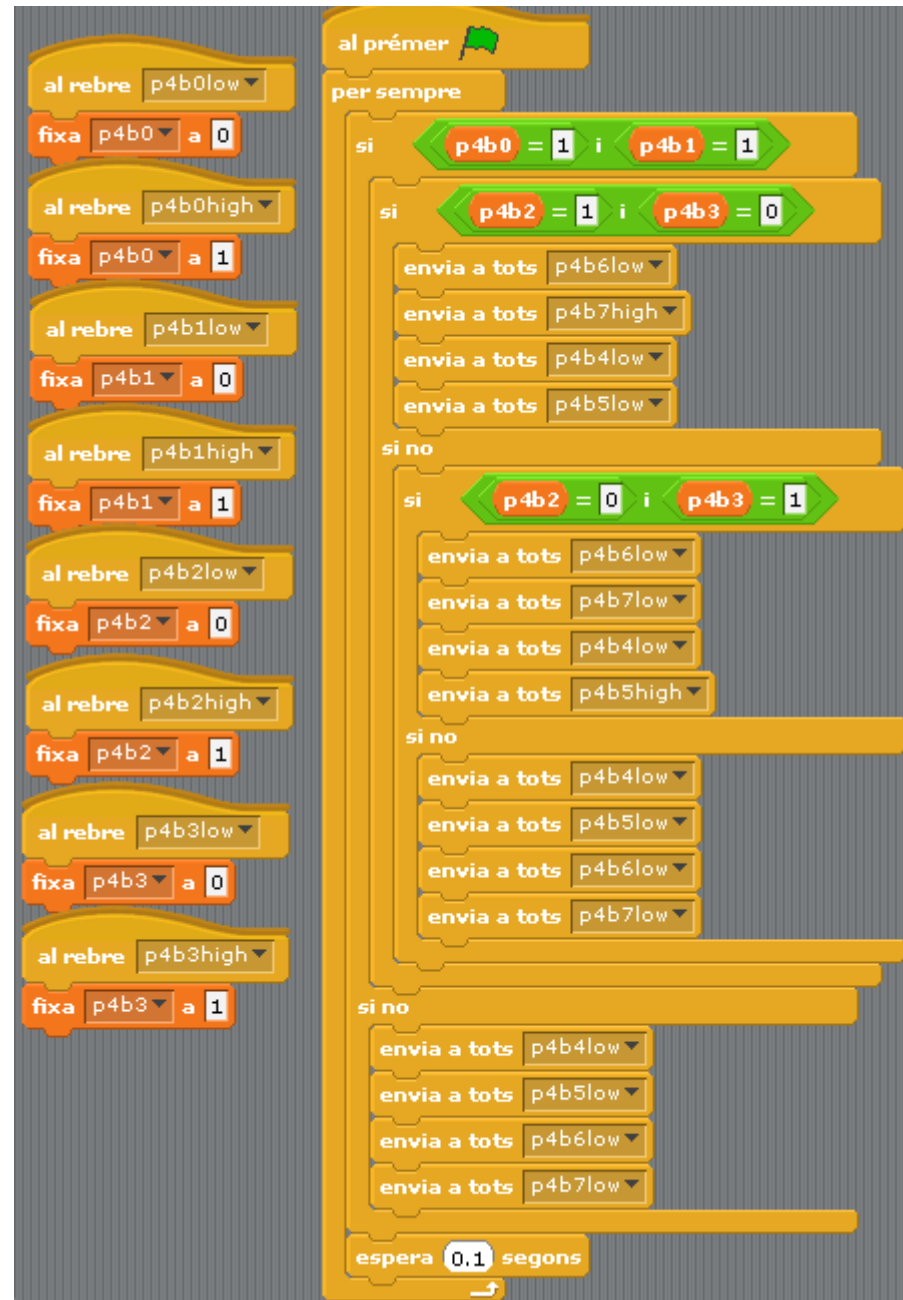 al rebre p4b0low
fixa p4b0 a 0
al rebre p4b0high
fixa p4b0 a 1
al rebre p4b1low
fixa p4b1 a 0
al rebre p4b1high
fixa p4b1 a 1
al rebre p4b2low
fixa p4b2 a 0
al rebre p4b2high
fixa p4b2 a 1
al rebre p4b3low
fixa p4b3 a 0
al rebre p4b3high
fixa p4b3 a 1
al prémer
per sempre
si p4b0 = 1 i p4b1 = 1
si p4b2 = 1 i p4b3 = 0
envia a tots p4b6low
envia a tots p4b7high
envia a tots p4b4low
envia a tots p4b5low
si no
si p4b2 = 0 i p4b3 = 1
envia a tots p4b6low
envia a tots p4b7low
envia a tots p4b4low
envia a tots p4b5high
si no
envia a tots p4b4low
envia a tots p4b5low
envia a tots p4b6low
envia a tots p4b7low
si no
envia a tots p4b4low
envia a tots p4b5low
envia a tots p4b6low
envia a tots p4b7low
espera 0.1 segons